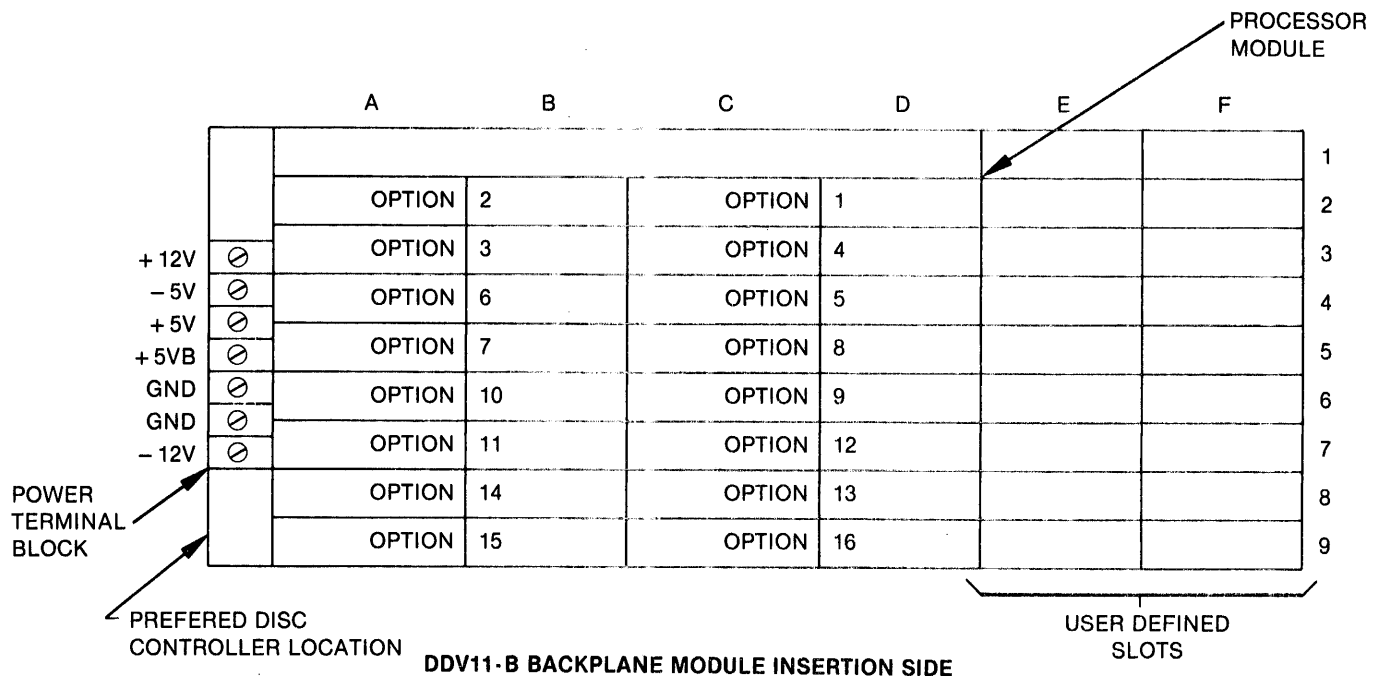 PROCESSOR
MODULE
A B C D E F
1
OPTION 2 OPTION 1 2
+ 12V OPTION 3 OPTION 4 3
– 5V OPTION 6 OPTION 5 4
+ 5V
+ 5VB OPTION 7 OPTION 8 5
GND OPTION 10 OPTION 9 6
GND
– 12V OPTION 11 OPTION 12 7
POWER
TERMINAL
BLOCK
OPTION 14 OPTION 13 8
OPTION 15 OPTION 16 9
PREFERED DISC
CONTROLLER LOCATION
USER DEFINED
SLOTS
DDV11-B BACKPLANE MODULE INSERTION SIDE